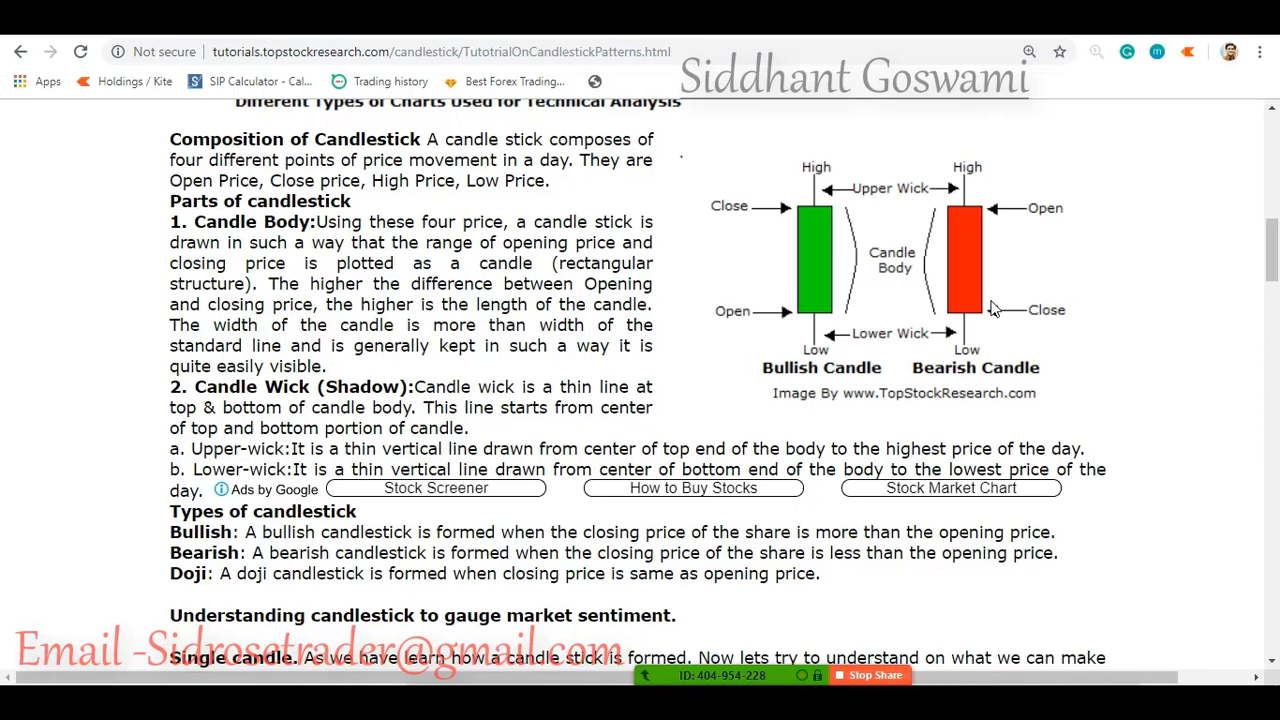 Not secure tutorials.topstockresearch.com/candlestick/TutotrialOnCandlestickPatterns.html
Apps Holdings / Kite SIP Calculator - Cal... Trading history Best Forex Trading...
Siddhant Goswami
Different Types of Charts Used for Technical Analysis
Composition of Candlestick A candle stick composes of
four different points of price movement in a day. They are
Open Price, Close price, High Price, Low Price.
Parts of candlestick
1. Candle Body:Using these four price, a candle stick is
drawn in such a way that the range of opening price and
closing price is plotted as a candle (rectangular
structure). The higher the difference between Opening
and closing price, the higher is the length of the candle.
The width of the candle is more than width of the
standard line and is generally kept in such a way it is
quite easily visible.
2. Candle Wick (Shadow):Candle wick is a thin line at
top & bottom of candle body. This line starts from center
of top and bottom portion of candle.
High High
Upper Wick
Close Open
Candle
Body
Open Close
Lower Wick
Low Low
Bullish Candle Bearish Candle
Image By www.TopStockResearch.com
a. Upper-wick:It is a thin vertical line drawn from center of top end of the body to the highest price of the day.
b. Lower-wick:It is a thin vertical line drawn from center of bottom end of the body to the lowest price of the
day. Ads by Google Stock Screener How to Buy Stocks Stock Market Chart
Types of candlestick
Bullish: A bullish candlestick is formed when the closing price of the share is more than the opening price.
Bearish: A bearish candlestick is formed when the closing price of the share is less than the opening price.
Doji: A doji candlestick is formed when closing price is same as opening price.
Understanding candlestick to gauge market sentiment.
Email -Sidrosetrader@gmail.com
Single candle. As we have learn how a candle stick is formed. Now lets try to understand on what we can make
ID: 404-954-228 Stop Share